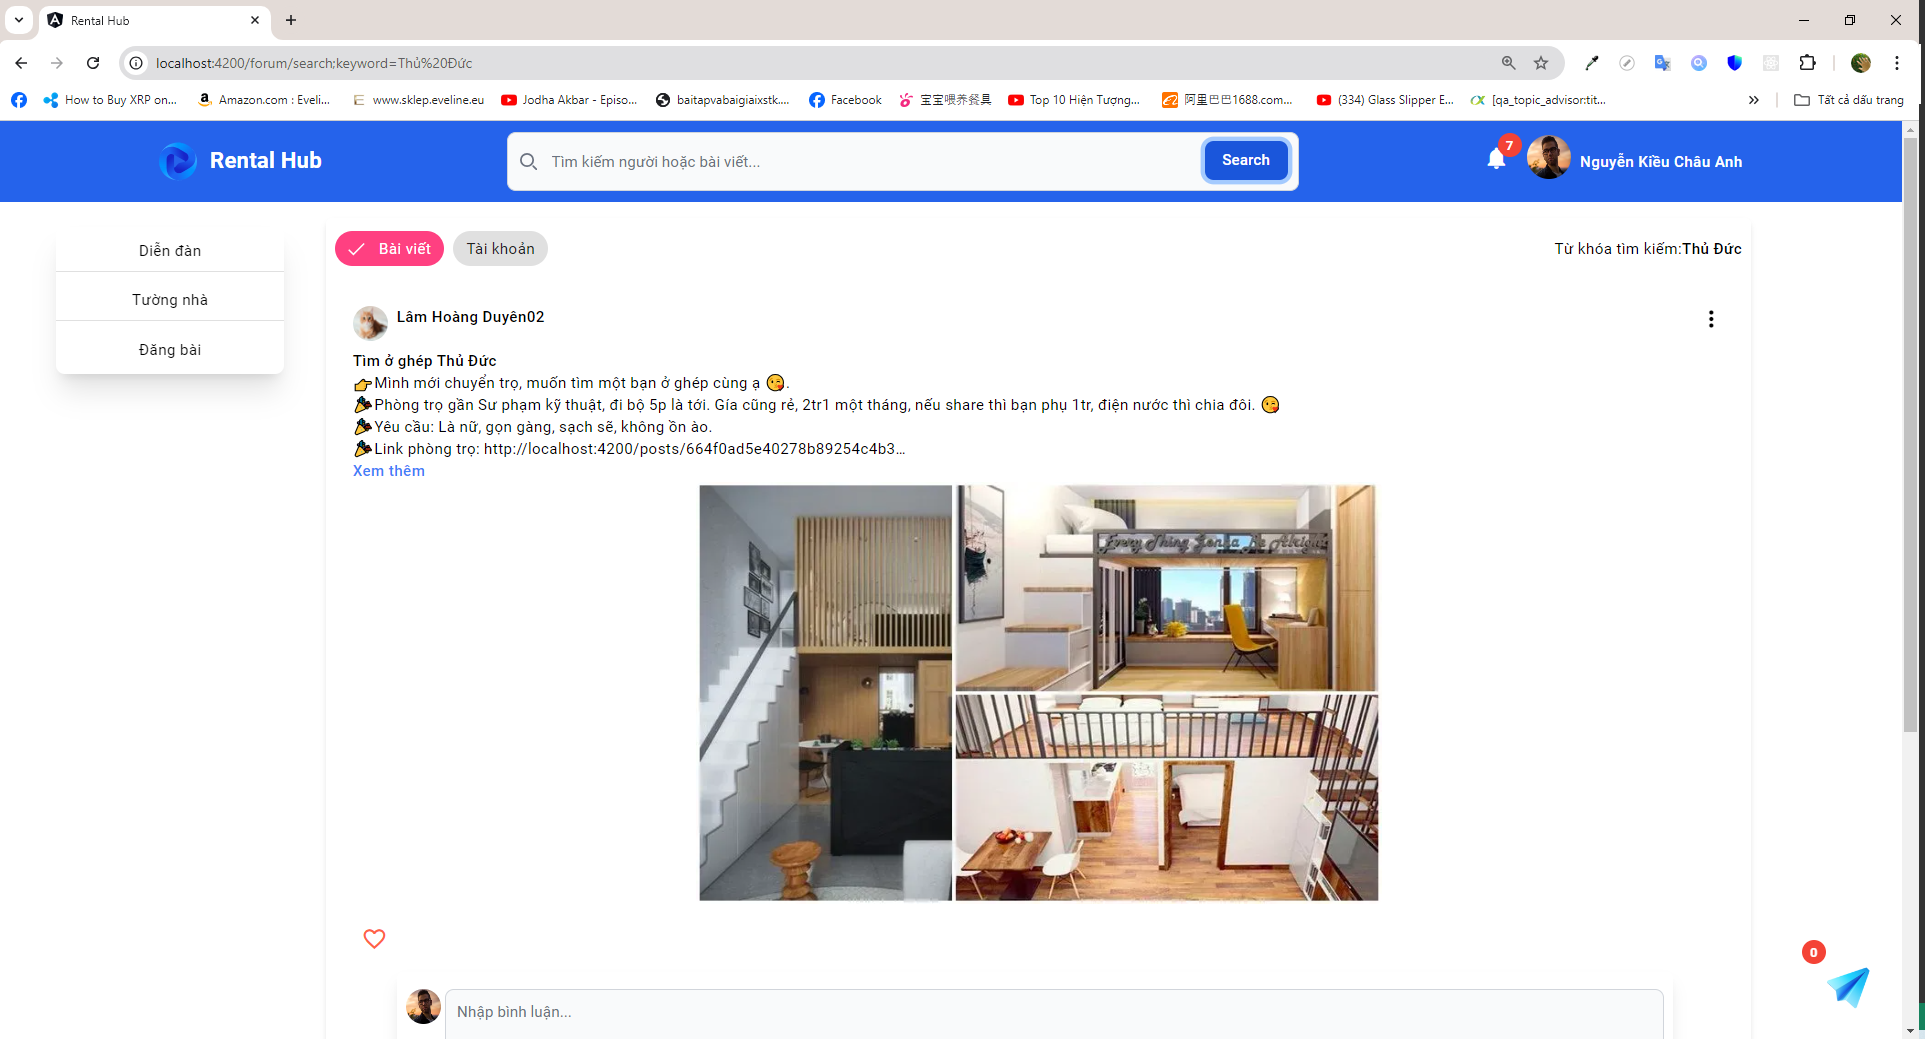 Rental Hub
localhost:4200/forum/search;keyword=Thủ%20Đức
How to Buy XRP on...
Amazon.com : Eveli...
www.sklep.eveline.eu
Jodha Akbar - Episo...
baitapvabaigiaixstk....
Facebook
宝宝喂养餐具
Top 10 Hiện Tượng...
阿里巴巴1688.com...
(334) Glass Slipper E...
[qa_topic_advisor:tit...
Tất cả dấu trang
Rental Hub
Tìm kiếm người hoặc bài viết...
Search
7
Nguyễn Kiều Châu Anh
Diễn đàn
Tường nhà
Đăng bài
Bài viết
Tài khoản
Từ khóa tìm kiếm:Thủ Đức
Lâm Hoàng Duyên02
Tìm ở ghép Thủ Đức
👉Mình mới chuyển trọ, muốn tìm một bạn ở ghép cùng ạ 😘.
🎉Phòng trọ gần Sư phạm kỹ thuật, đi bộ 5p là tới. Gía cũng rẻ, 2tr1 một tháng, nếu share thì bạn phụ 1tr, điện nước thì chia đôi. 😘
🎉Yêu cầu: Là nữ, gọn gàng, sạch sẽ, không ồn ào.
🎉Link phòng trọ: http://localhost:4200/posts/664f0ad5e40278b89254c4b3...
Xem thêm
Every Thing Gonna Be Alright
0
Nhập bình luận...